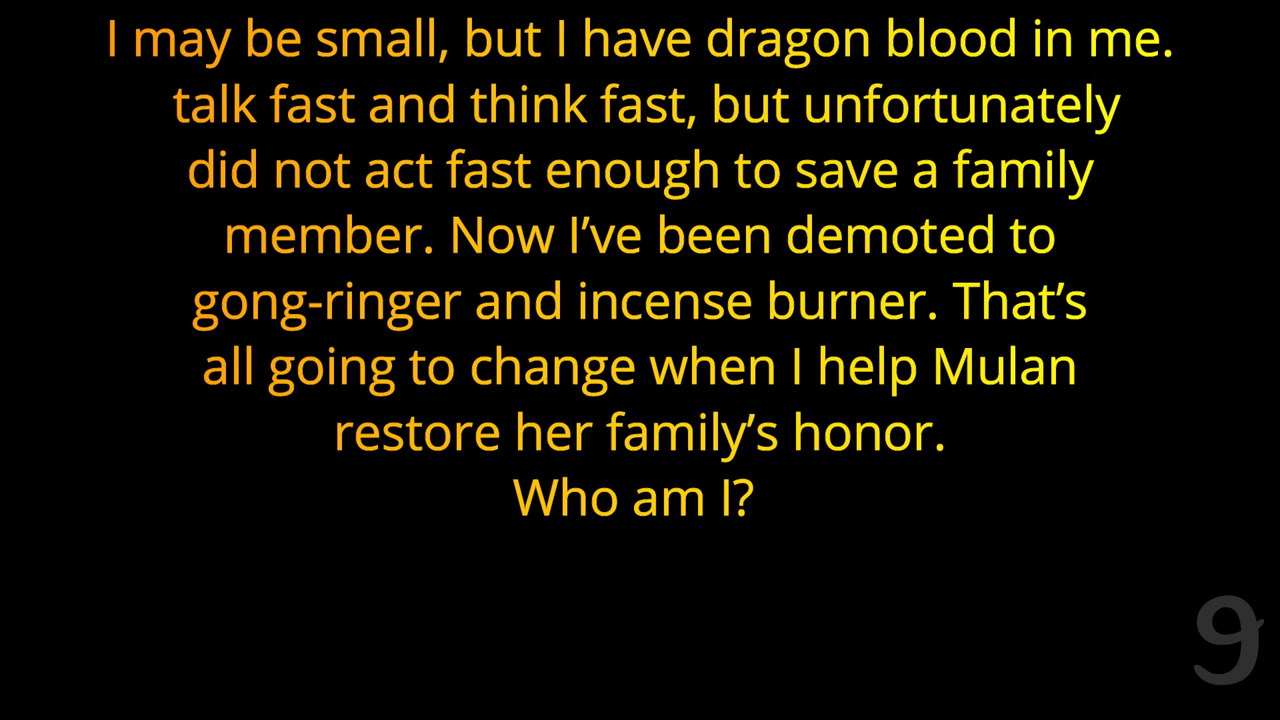 I may be small, but I have dragon blood in me.
talk fast and think fast, but unfortunately
did not act fast enough to save a family
member. Now I’ve been demoted to
gong-ringer and incense burner. That’s
all going to change when I help Mulan
restore her family’s honor.
Who am I?
9